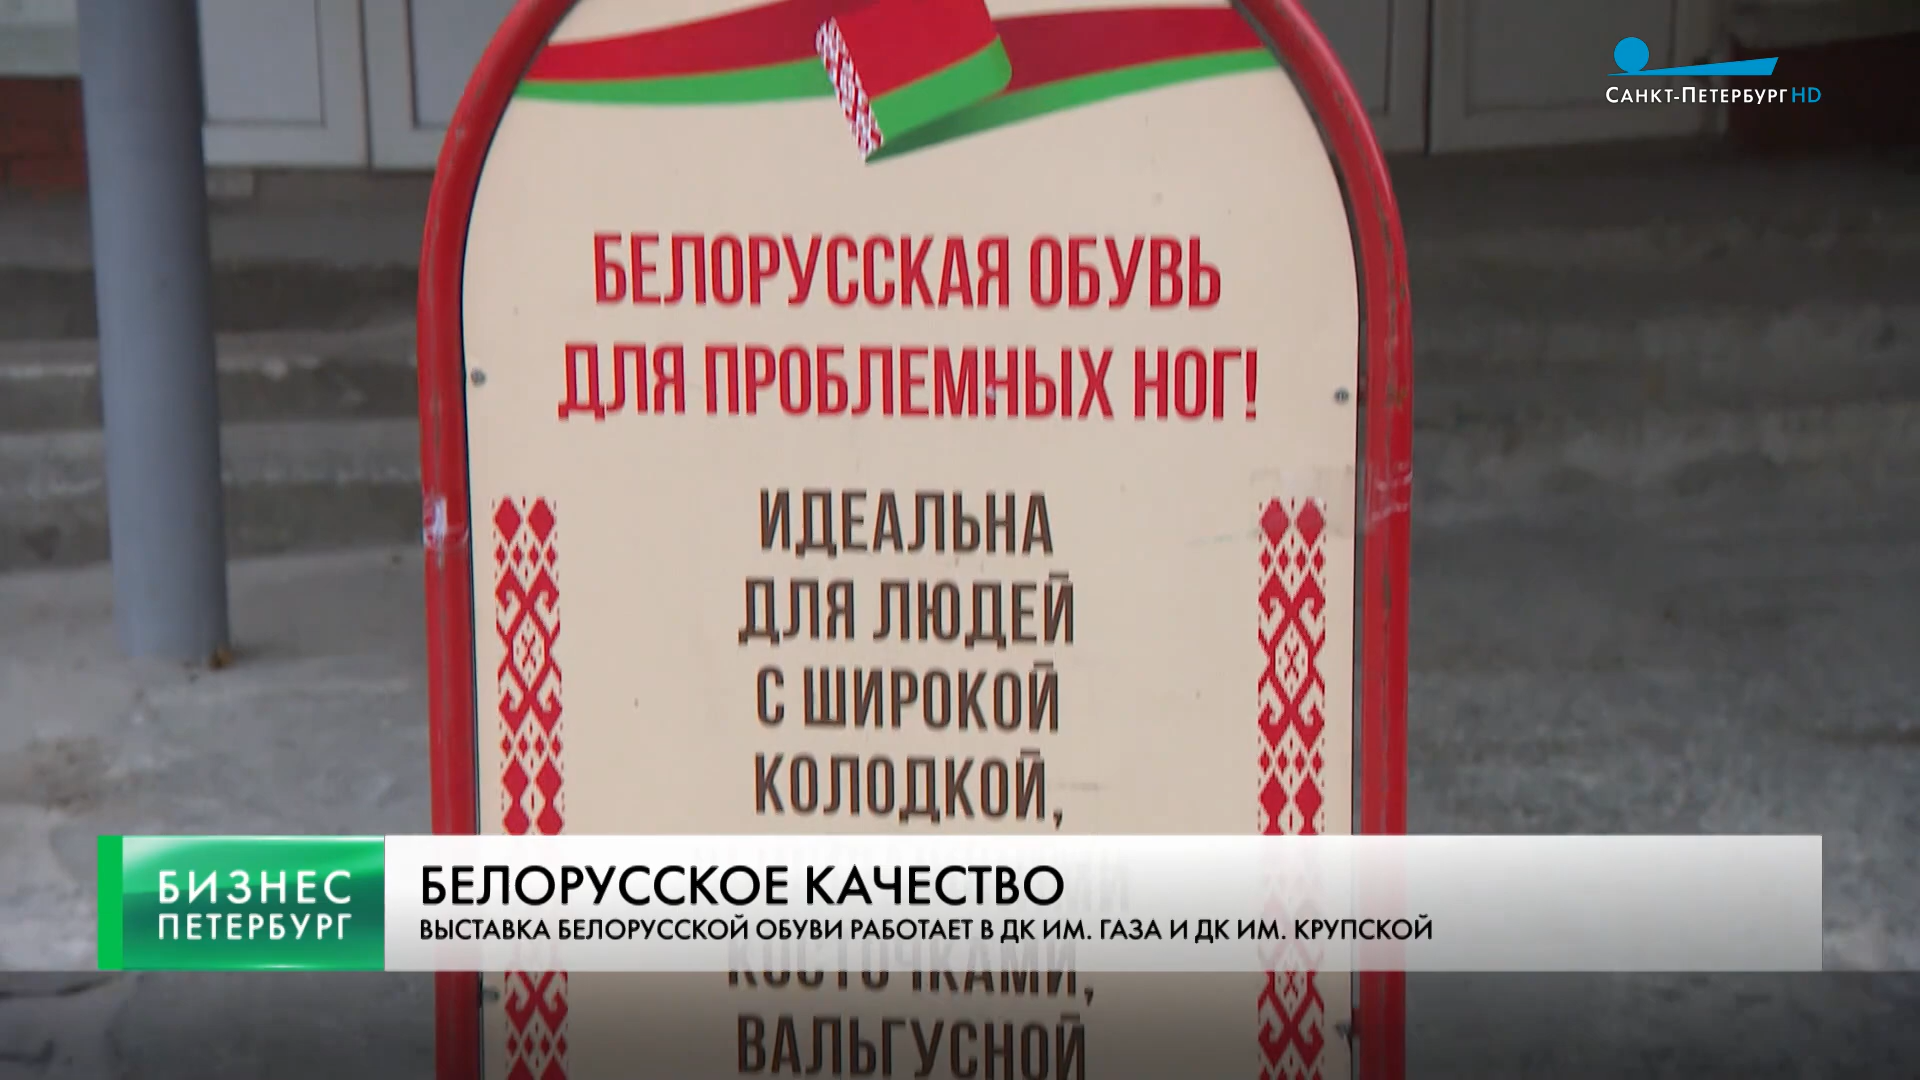 Санкт-Петербург HD
БЕЛОРУССКАЯ ОБУВЬ
ДЛЯ ПРОБЛЕМНЫХ НОГ!
ИДЕАЛЬНА
ДЛЯ ЛЮДЕЙ
С ШИРОКОЙ
КОЛОДКОЙ,
КОСТОЧКАМИ,
ВАЛЬГУСНОЙ
БИЗНЕС
ПЕТЕРБУРГ
БЕЛОРУССКОЕ КАЧЕСТВО
ВЫСТАВКА БЕЛОРУССКОЙ ОБУВИ РАБОТАЕТ В ДК ИМ. ГАЗА И ДК ИМ. КРУПСКОЙ